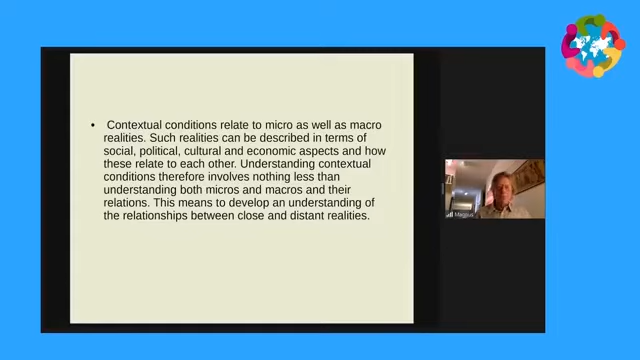 • Contextual conditions relate to micro as well as macro
realities. Such realities can be described in terms of
social, political, cultural and economic aspects and how
these relate to each other. Understanding contextual
conditions therefore involves nothing less than
understanding both micros and macros and their
relations. This means to develop an understanding of
the relationships between close and distant realities.
Magnus